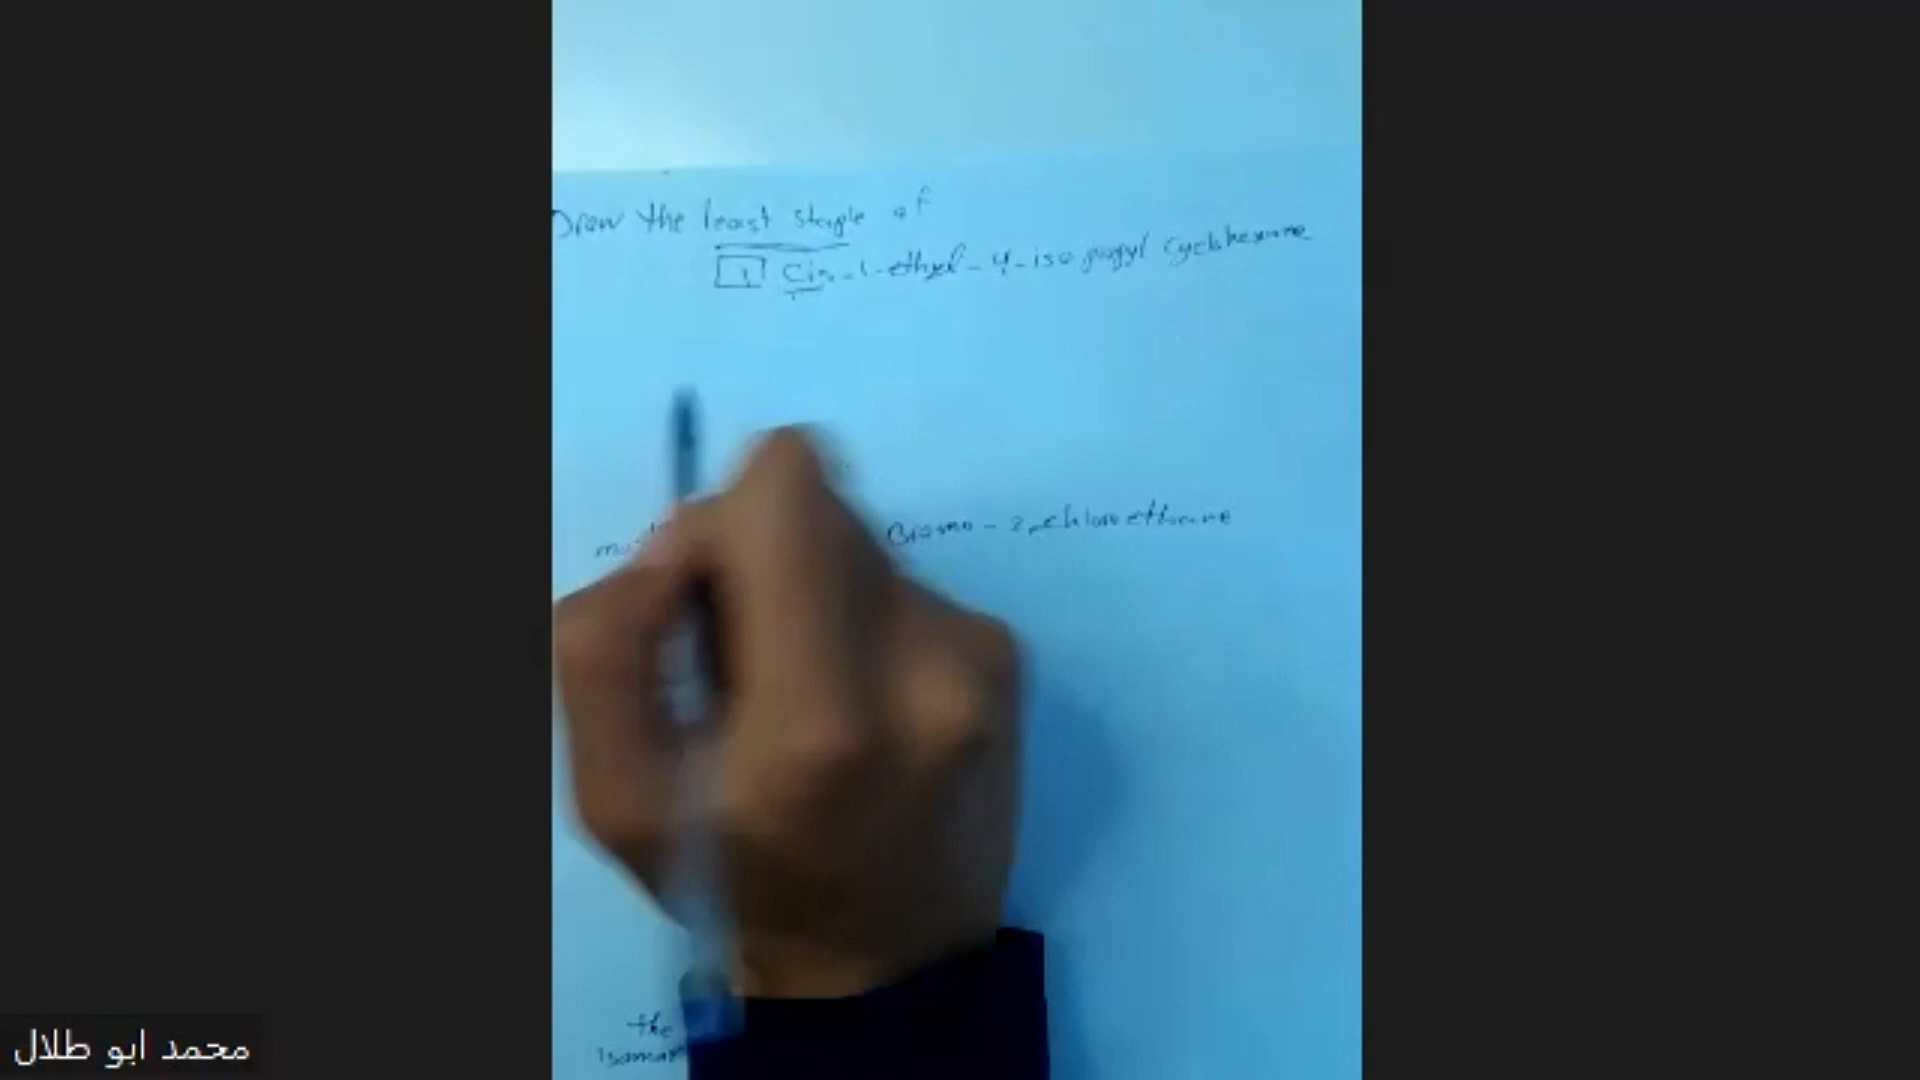 Draw the least stable of
1 Cis-1-ethyl-4-isopropyl cyclohexane
Bromo-2-chloroethane
the
محمد ابو طلال